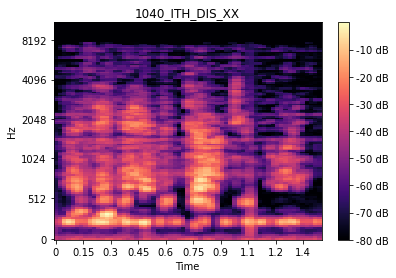 1040_ITH_DIS_XX
8192
4096
2048
1024
512
0
Hz
0 0.15 0.3 0.45 0.6 0.75 0.9 1.1 1.2 1.4
Time
-10 dB
-20 dB
-30 dB
-40 dB
-50 dB
-60 dB
-70 dB
-80 dB